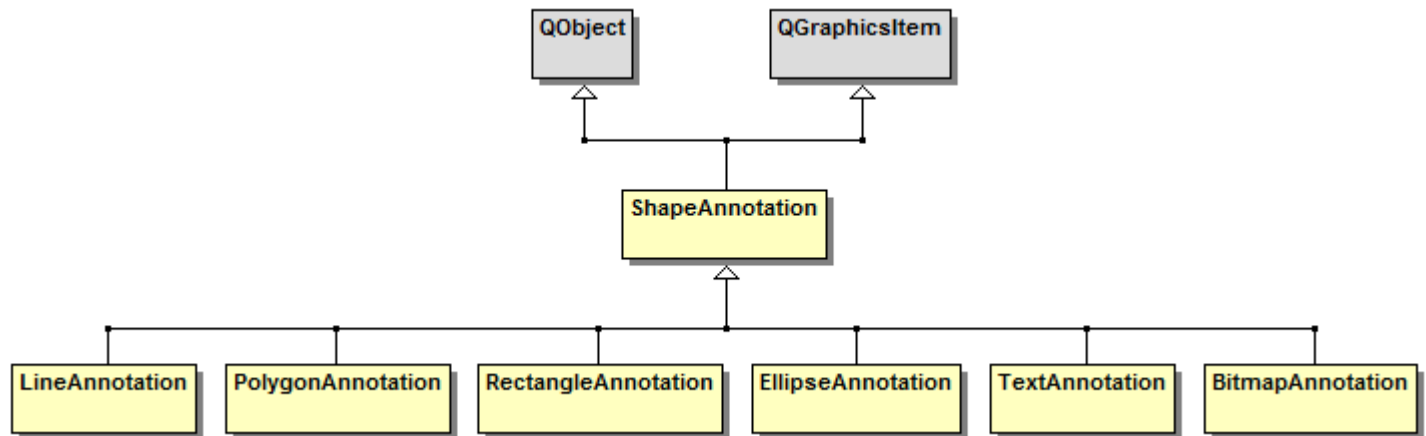 QObject
QGraphicsItem
ShapeAnnotation
LineAnnotation
PolygonAnnotation
RectangleAnnotation
EllipseAnnotation
TextAnnotation
BitmapAnnotation